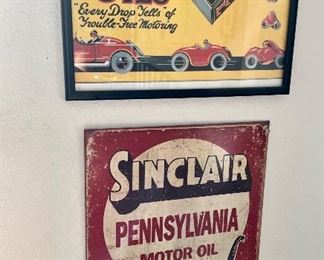 "Every Drop Tells" of
Trouble-Free Motoring
SINCLAIR
PENNSYLVANIA
MOTOR OIL